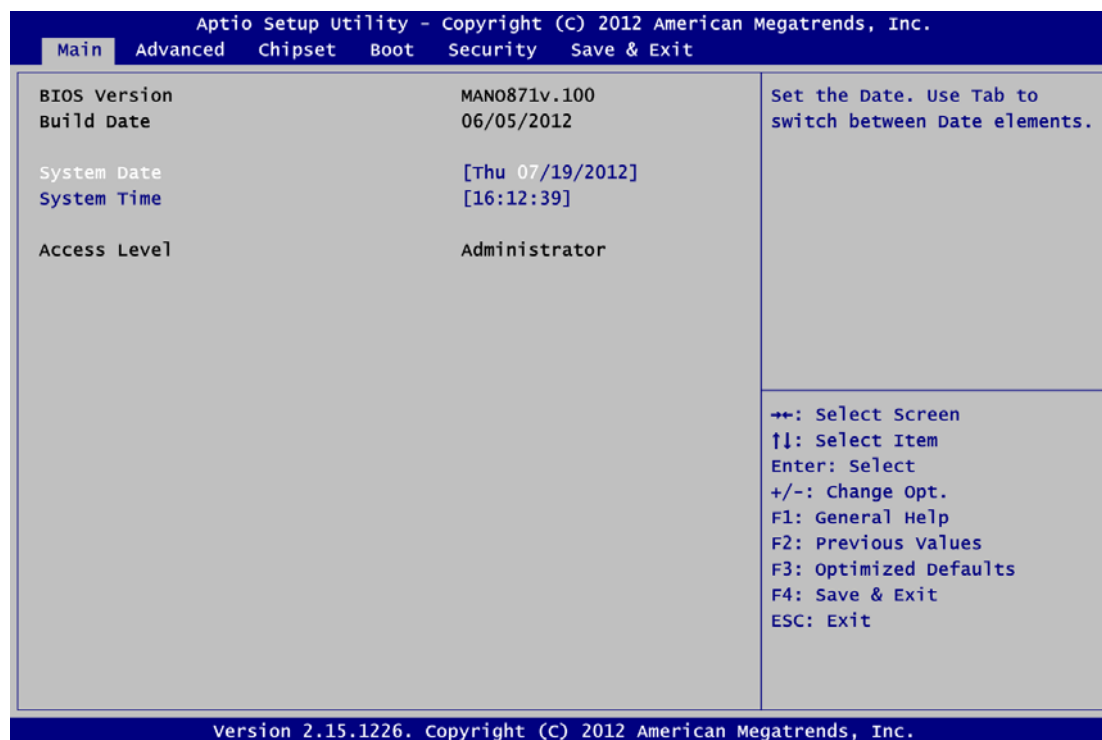 Aptio Setup Utility - Copyright (C) 2012 American Megatrends, Inc.
Main Advanced Chipset Boot Security Save & Exit
BIOS Version MANO871v.100
Build Date 06/05/2012
System Date [Thu 07/19/2012]
System Time [16:12:39]
Access Level Administrator
Set the Date. Use Tab to
switch between Date elements.
→←: Select Screen
↑↓: Select Item
Enter: Select
+/-: Change Opt.
F1: General Help
F2: Previous Values
F3: Optimized Defaults
F4: Save & Exit
ESC: Exit
Version 2.15.1226. Copyright (C) 2012 American Megatrends, Inc.